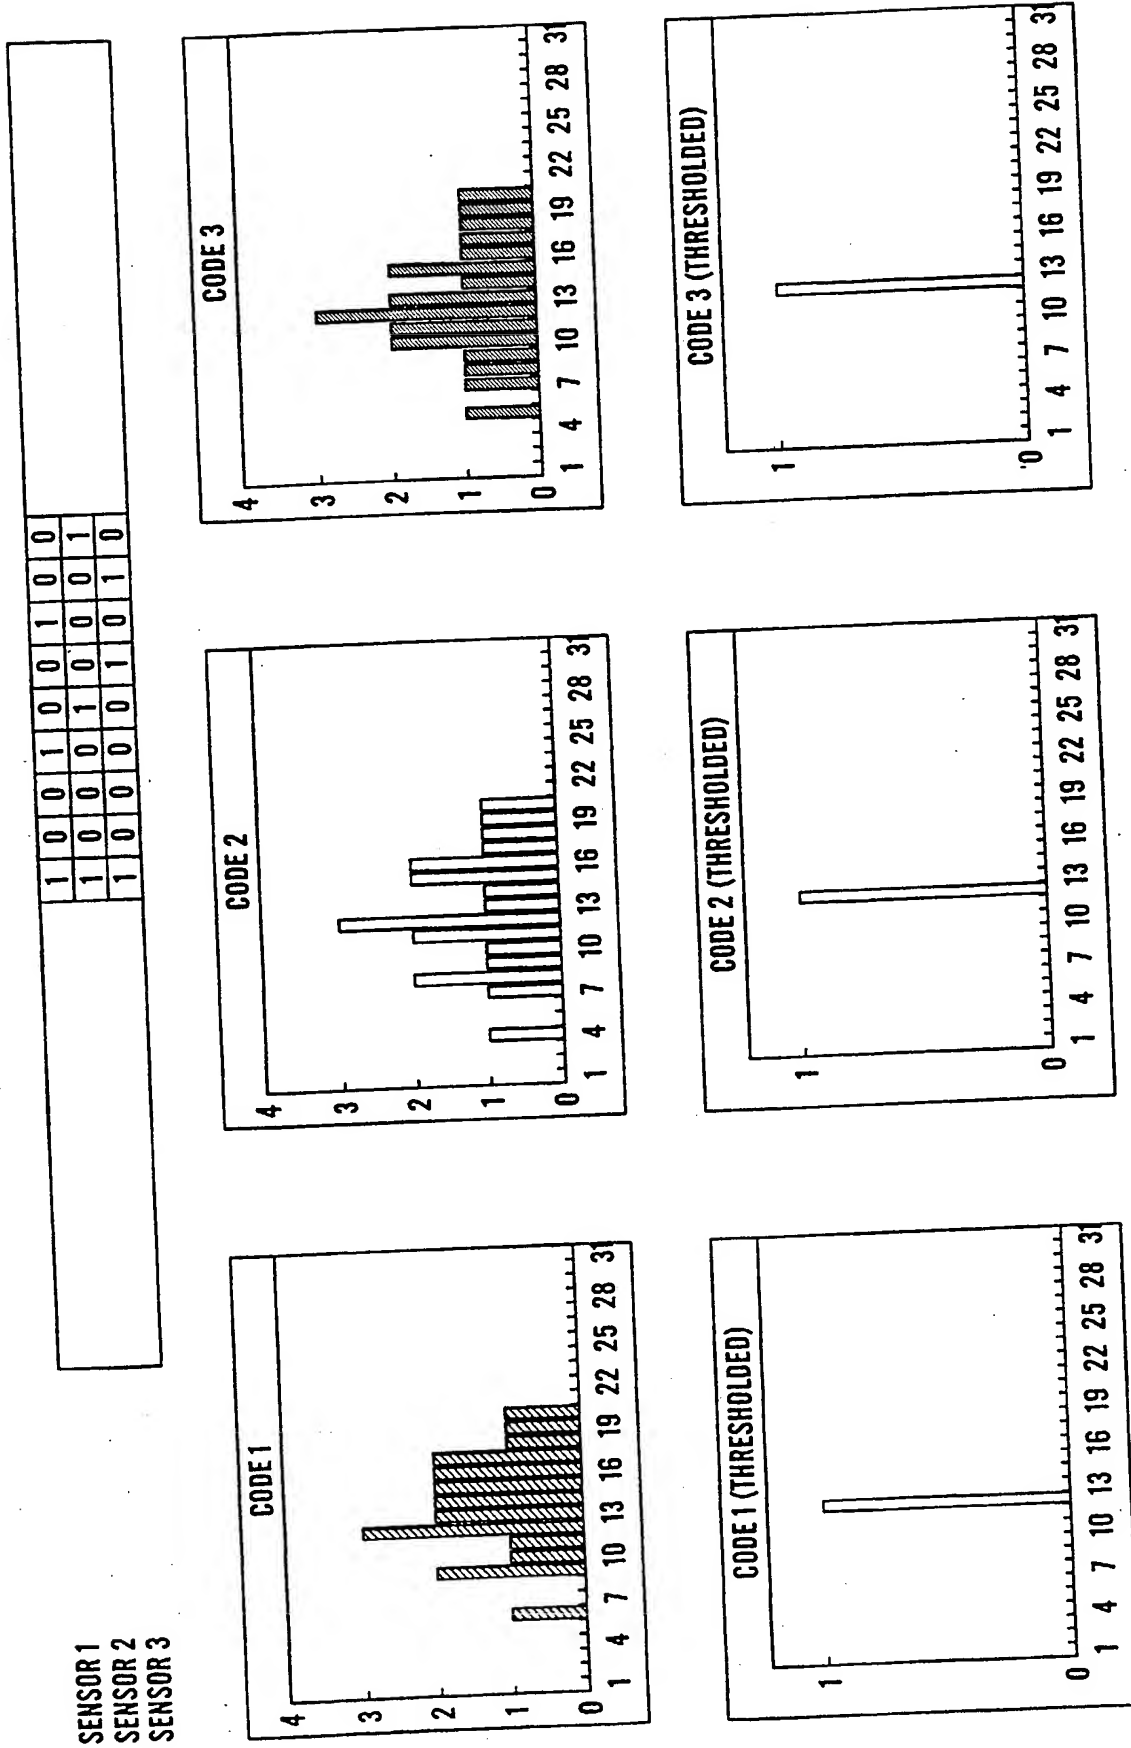 SENSOR 1 1 0 0 1 0 0 1 0 0
SENSOR 2 1 0 0 0 1 0 0 0 1
SENSOR 3 1 0 0 0 0 1 0 1 0
CODE 1
4
3
2
1
0
1 4 7 10 13 16 19 22 25 28 31
CODE 2
4
3
2
1
0
1 4 7 10 13 16 19 22 25 28 31
CODE 3
4
3
2
1
0
1 4 7 10 13 16 19 22 25 28 31
CODE 1 (THRESHOLDED)
1
0
1 4 7 10 13 16 19 22 25 28 31
CODE 2 (THRESHOLDED)
1
0
1 4 7 10 13 16 19 22 25 28 31
CODE 3 (THRESHOLDED)
1
0
1 4 7 10 13 16 19 22 25 28 31